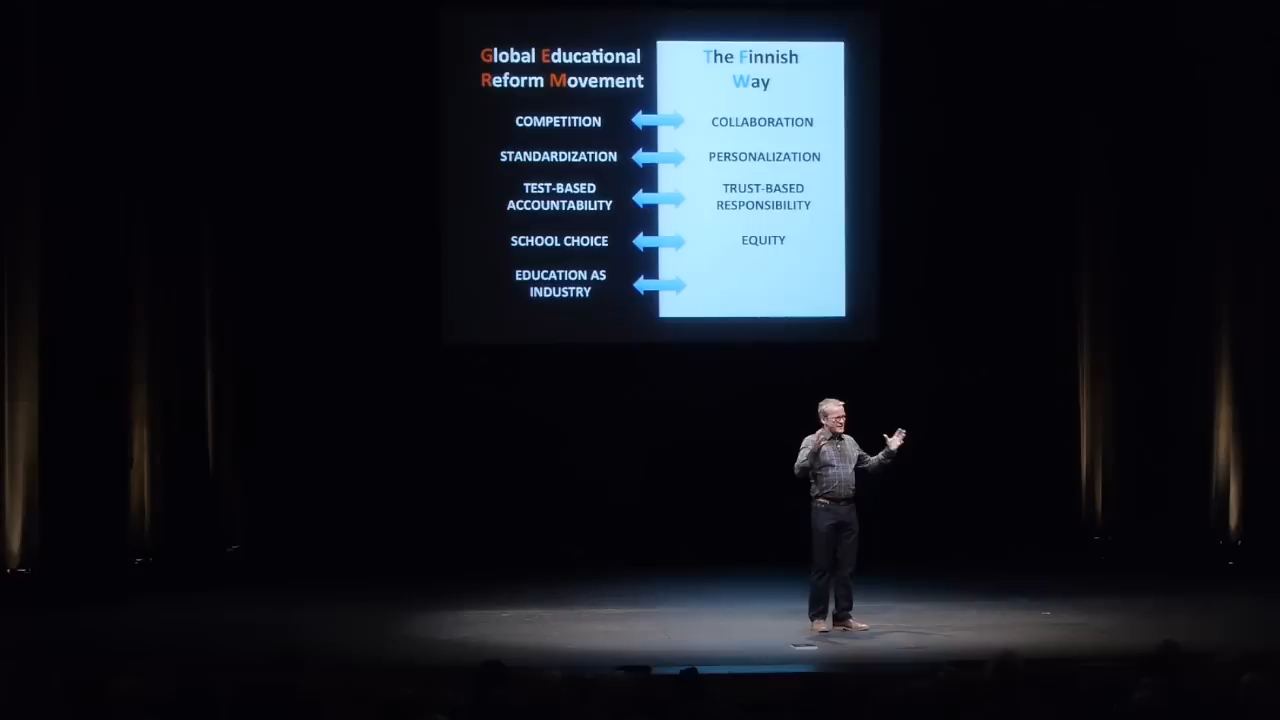 Global Educational
Reform Movement
COMPETITION
STANDARDIZATION
TEST-BASED
ACCOUNTABILITY
SCHOOL CHOICE
EDUCATION AS
INDUSTRY
The Finnish
Way
COLLABORATION
PERSONALIZATION
TRUST-BASED
RESPONSIBILITY
EQUITY